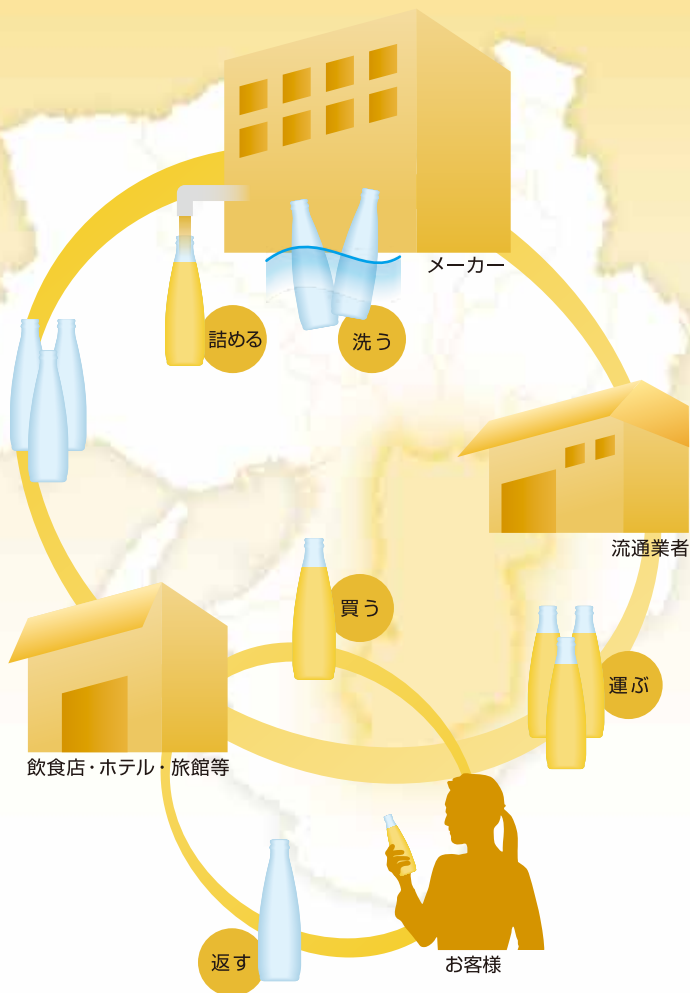 メーカー
詰める
洗う
流通業者
買う
運ぶ
飲食店・ホテル・旅館等
返す
お客様